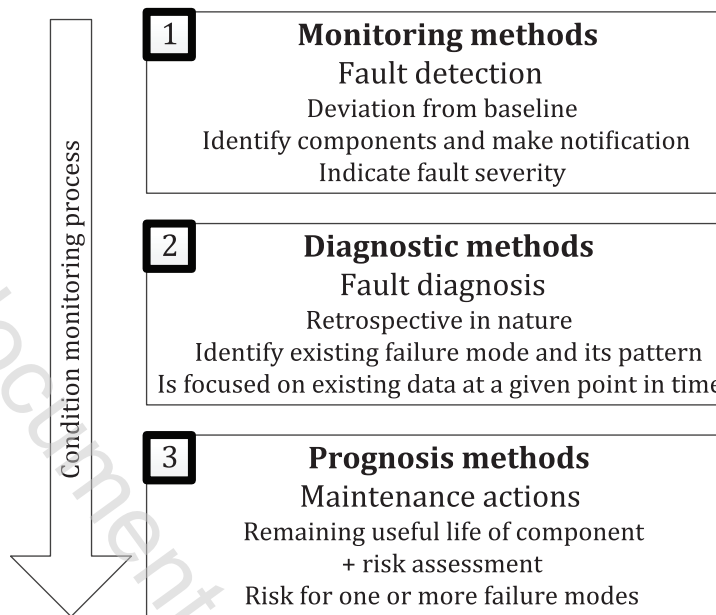 Condition monitoring process
1
Monitoring methods
Fault detection
Deviation from baseline
Identify components and make notification
Indicate fault severity
2
Diagnostic methods
Fault diagnosis
Retrospective in nature
Identify existing failure mode and its pattern
Is focused on existing data at a given point in time
3
Prognosis methods
Maintenance actions
Remaining useful life of component
+ risk assessment
Risk for one or more failure modes
document